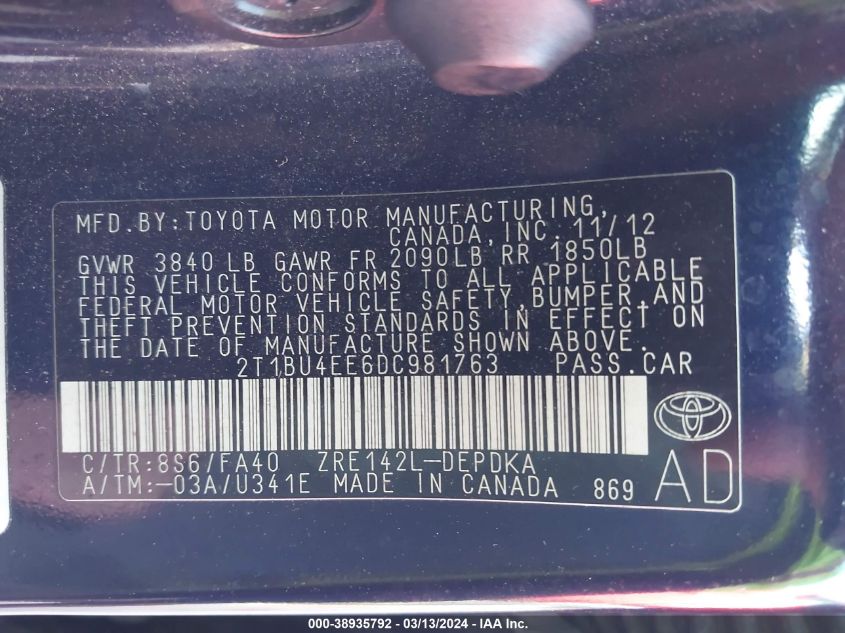 MFD.BY:TOYOTA MOTOR MANUFACTURING,
CANADA,INC. 11/12
GVWR 3840 LB GAWR FR 2090LB RR 1850LB
THIS VEHICLE CONFORMS TO ALL APPLICABLE
FEDERAL MOTOR VEHICLE SAFETY,BUMPER,AND
THEFT PREVENTION STANDARDS IN EFFECT ON
THE DATE OF MANUFACTURE SHOWN ABOVE.
2T1BU4EE6DC981763 PASS.CAR
C/TR:8S6/FA40 ZRE142L-DEPDKA
A/TM:-03A/U341E MADE IN CANADA 869 AD
000-38935792 - 03/13/2024 - IAA Inc.